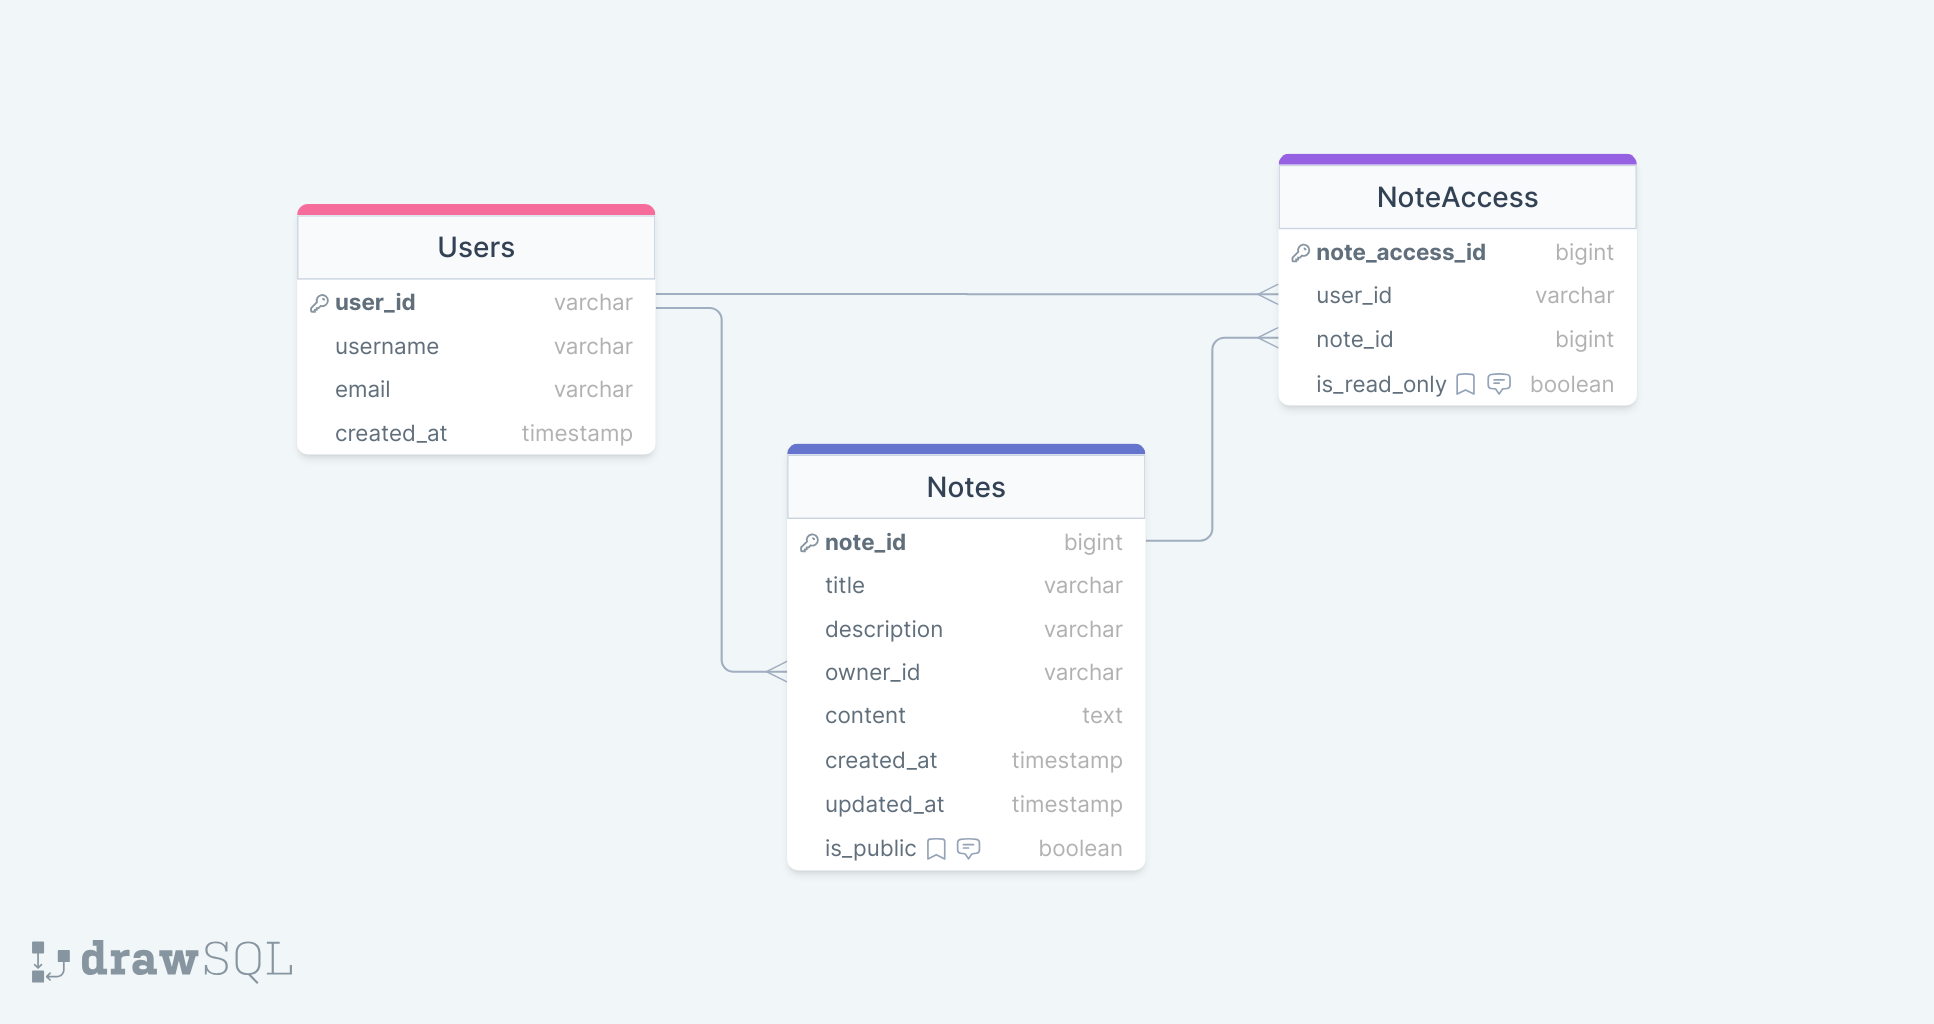 Users
user_id varchar
username varchar
email varchar
created_at timestamp
Notes
note_id bigint
title varchar
description varchar
owner_id varchar
content text
created_at timestamp
updated_at timestamp
is_public boolean
NoteAccess
note_access_id bigint
user_id varchar
note_id bigint
is_read_only boolean
drawSQL